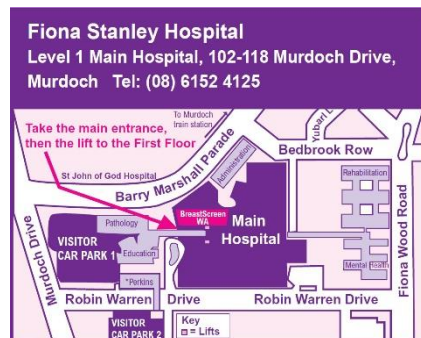 Fiona Stanley Hospital
Level 1 Main Hospital, 102-118 Murdoch Drive,
Murdoch Tel: (08) 6152 4125
To Murdoch
train station
Take the main entrance,
then the lift to the First Floor
St John of God Hospital
Barry Marshall Parade
Administration
Bedbrook Row
Rehabilitation
BreastScreen
WA
Main
Hospital
Pathology
VISITOR
CAR PARK 1
Education
Murdoch Drive
Fiona Wood Road
Mental Health
*Perkins
Robin Warren Drive
Robin Warren Drive
VISITOR
CAR PARK 2
Key
= Lifts